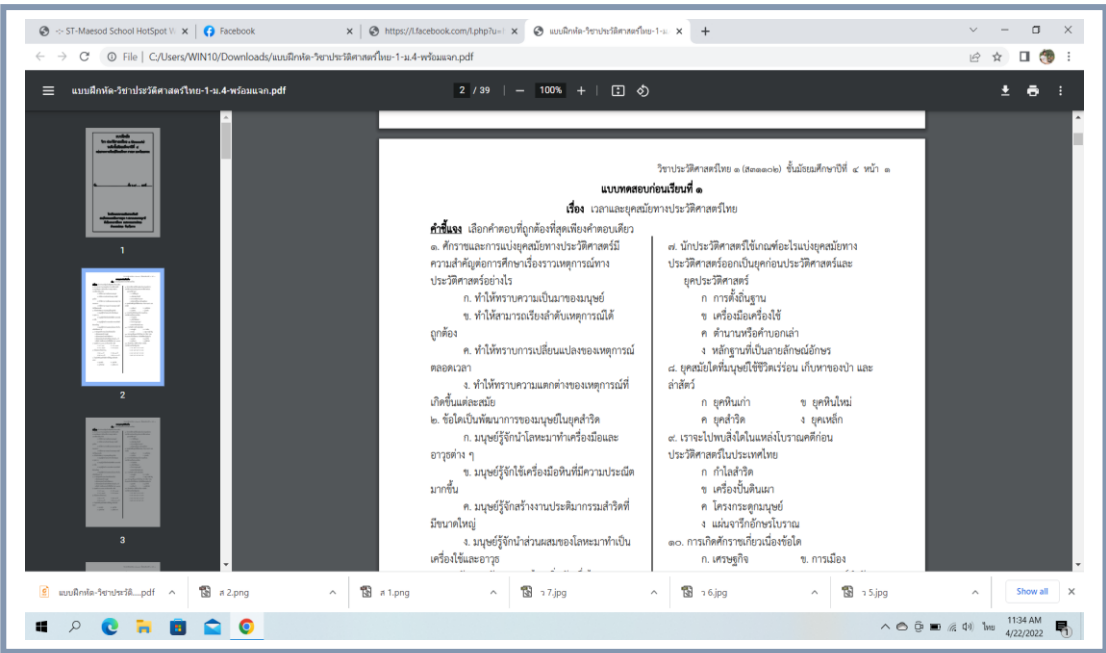 ST-Maesod School HotSpot
Facebook
https://l.facebook.com/l.php?u=
แบบฝึกหัด-วิชาประวัติศาสตร์ไทย-1-
File | C:/Users/WIN10/Downloads/แบบฝึกหัด-วิชาประวัติศาสตร์ไทย-1-ม.4-พร้อมแจก.pdf
แบบฝึกหัด-วิชาประวัติศาสตร์ไทย-1-ม.4-พร้อมแจก.pdf
2 / 39
100%
1
2
3
วิชาประวัติศาสตร์ไทย ๑ (ส๓๑๑๐๒) ชั้นมัธยมศึกษาปีที่ ๔ หน้า ๑
แบบทดสอบก่อนเรียนที่ ๑
เรื่อง เวลาและยุคสมัยทางประวัติศาสตร์ไทย
คำชี้แจง เลือกคำตอบที่ถูกต้องที่สุดเพียงคำตอบเดียว
๑. ศักราชและการแบ่งยุคสมัยทางประวัติศาสตร์มี
ความสำคัญต่อการศึกษาเรื่องราวเหตุการณ์ทาง
ประวัติศาสตร์อย่างไร
ก. ทำให้ทราบความเป็นมาของมนุษย์
ข. ทำให้สามารถเรียงลำดับเหตุการณ์ได้
ถูกต้อง
ค. ทำให้ทราบการเปลี่ยนแปลงของเหตุการณ์
ตลอดเวลา
ง. ทำให้ทราบความแตกต่างของเหตุการณ์ที่
เกิดขึ้นแต่ละสมัย
๒. ข้อใดเป็นพัฒนาการของมนุษย์ในยุคสำริด
ก. มนุษย์รู้จักนำโลหะมาทำเครื่องมือและ
อาวุธต่าง ๆ
ข. มนุษย์รู้จักใช้เครื่องมือหินที่มีความประณีต
มากขึ้น
ค. มนุษย์รู้จักสร้างงานประติมากรรมสำริดที่
มีขนาดใหญ่
ง. มนุษย์รู้จักนำส่วนผสมของโลหะมาทำเป็น
เครื่องใช้และอาวุธ
๗. นักประวัติศาสตร์ใช้เกณฑ์อะไรแบ่งยุคสมัยทาง
ประวัติศาสตร์ออกเป็นยุคก่อนประวัติศาสตร์และ
ยุคประวัติศาสตร์
ก การตั้งถิ่นฐาน
ข เครื่องมือเครื่องใช้
ค ตำนานหรือคำบอกเล่า
ง หลักฐานที่เป็นลายลักษณ์อักษร
๘. ยุคสมัยใดที่มนุษย์ใช้ชีวิตเร่ร่อน เก็บหาของป่า และ
ล่าสัตว์
ก ยุคหินเก่า ข ยุคหินใหม่
ค ยุคสำริด ง ยุคเหล็ก
๙. เราจะไปพบสิ่งใดในแหล่งโบราณคดีก่อน
ประวัติศาสตร์ในประเทศไทย
ก กำไลสำริด
ข เครื่องปั้นดินเผา
ค โครงกระดูกมนุษย์
ง แผ่นจารึกอักษรโบราณ
๑๐. การเกิดศักราชเกี่ยวเนื่องข้อใด
ก. เศรษฐกิจ ข. การเมือง
แบบฝึกหัด-วิชาประวัติ....pdf
ส 2.png
ส 1.png
ว 7.jpg
ว 6.jpg
ว 5.jpg
Show all
ไทย
11:34 AM
4/22/2022